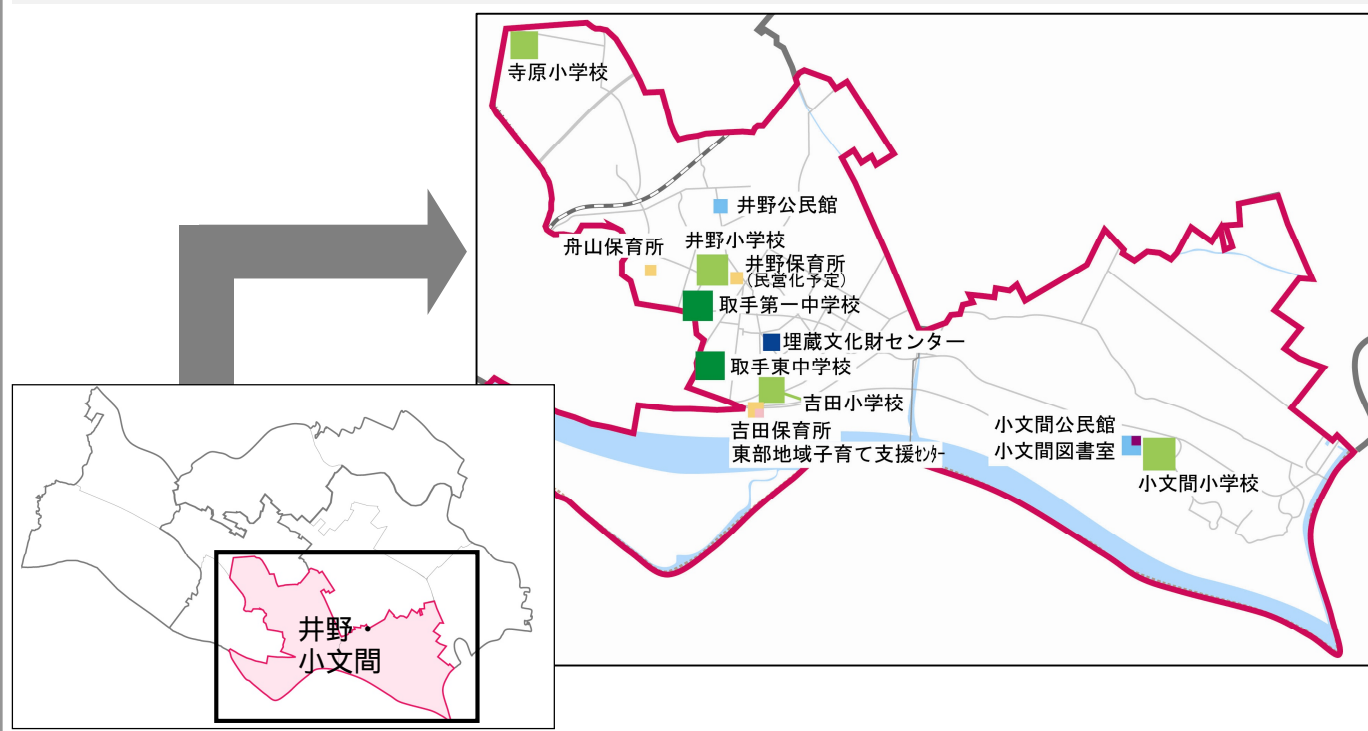 寺原小学校
井野公民館
舟山保育所
井野小学校
井野保育所
(民営化予定)
取手第一中学校
埋蔵文化財センター
取手東中学校
吉田小学校
吉田保育所
東部地域子育て支援ｾﾝﾀｰ
小文間公民館
小文間図書室
小文間小学校
井野・
小文間